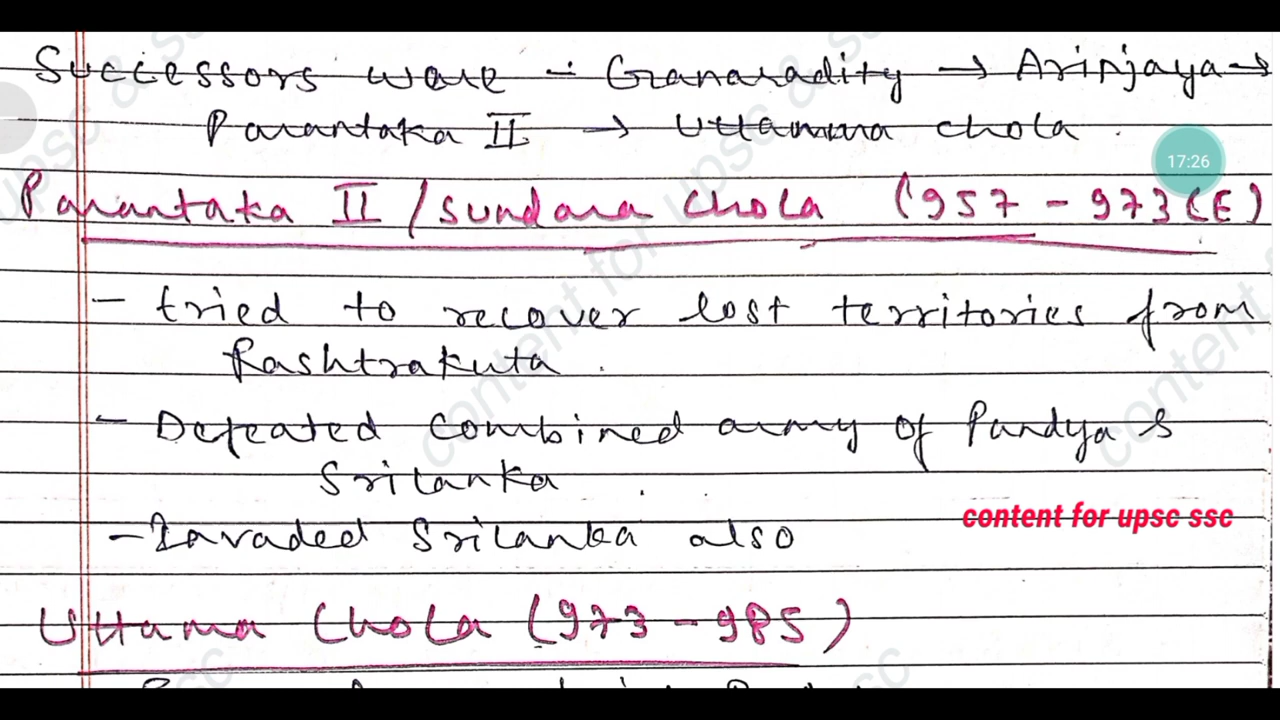 Successors were - Granaradity → Arinjaya →
Parantaka II → Uttamma chola
17:26
Parantaka II / Sundara Chola (957 - 973 CE)
- tried to recover lost territories from
Rashtrakuta.
- Defeated combined army of Pandya &
Srilanka.
- Invaded Srilanka also
content for upsc ssc
Uttama Chola (973 - 985)